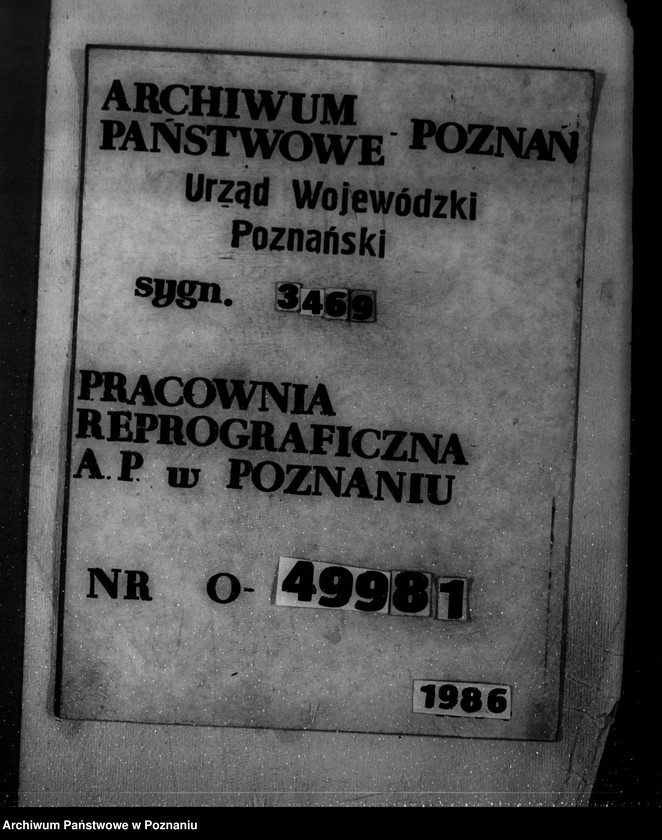 ARCHIWUM
PAŃSTWOWE - POZNAŃ
Urząd Wojewódzki
Poznański
sygn. 3469
PRACOWNIA
REPROGRAFICZNA
A.P. w POZNANIU
NR O- 49981
1986
Archiwum Państwowe w Poznaniu